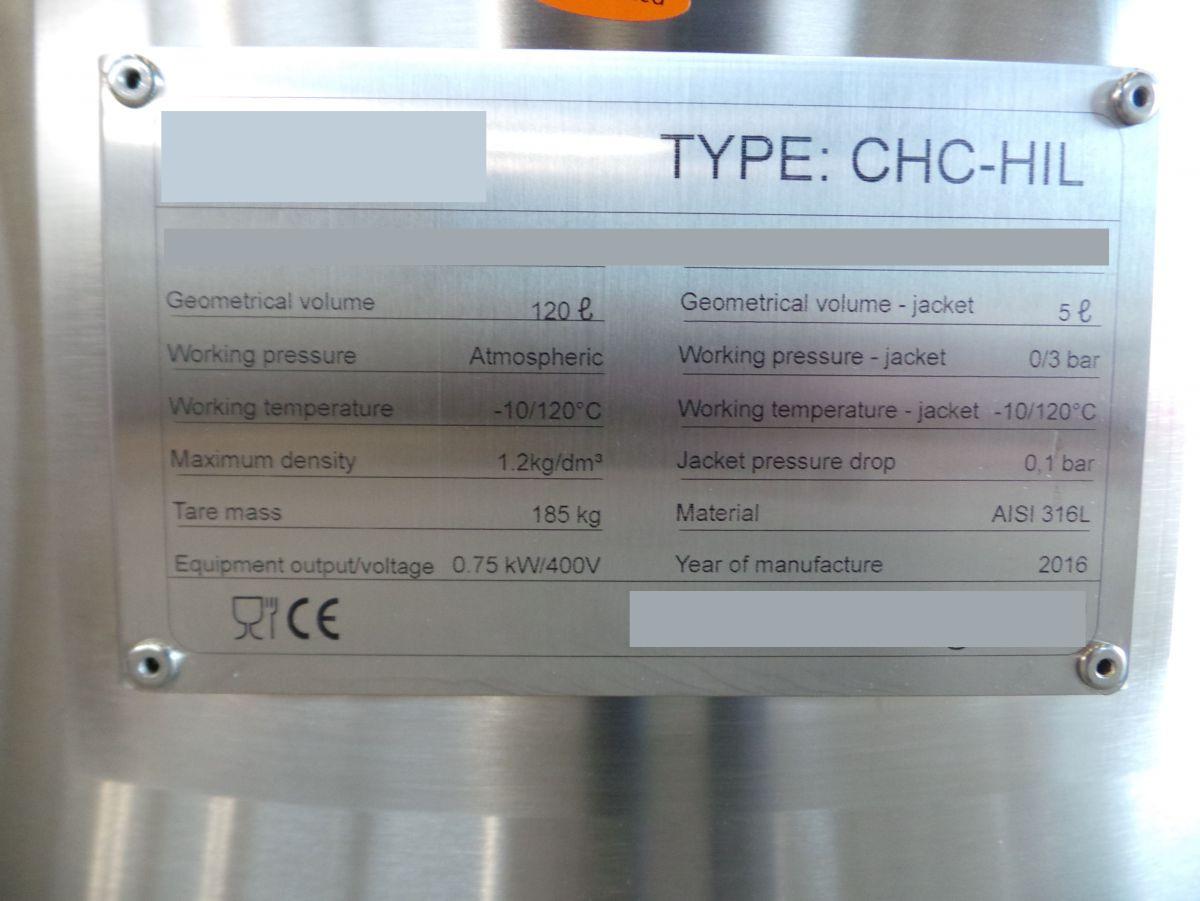 TYPE: CHC-HIL
Geometrical volume 120 ℓ
Geometrical volume - jacket 5 ℓ
Working pressure Atmospheric
Working pressure - jacket 0/3 bar
Working temperature -10/120°C
Working temperature - jacket -10/120°C
Maximum density 1.2kg/dm³
Jacket pressure drop 0,1 bar
Tare mass 185 kg
Material AISI 316L
Equipment output/voltage 0.75 kW/400V
Year of manufacture 2016
CE